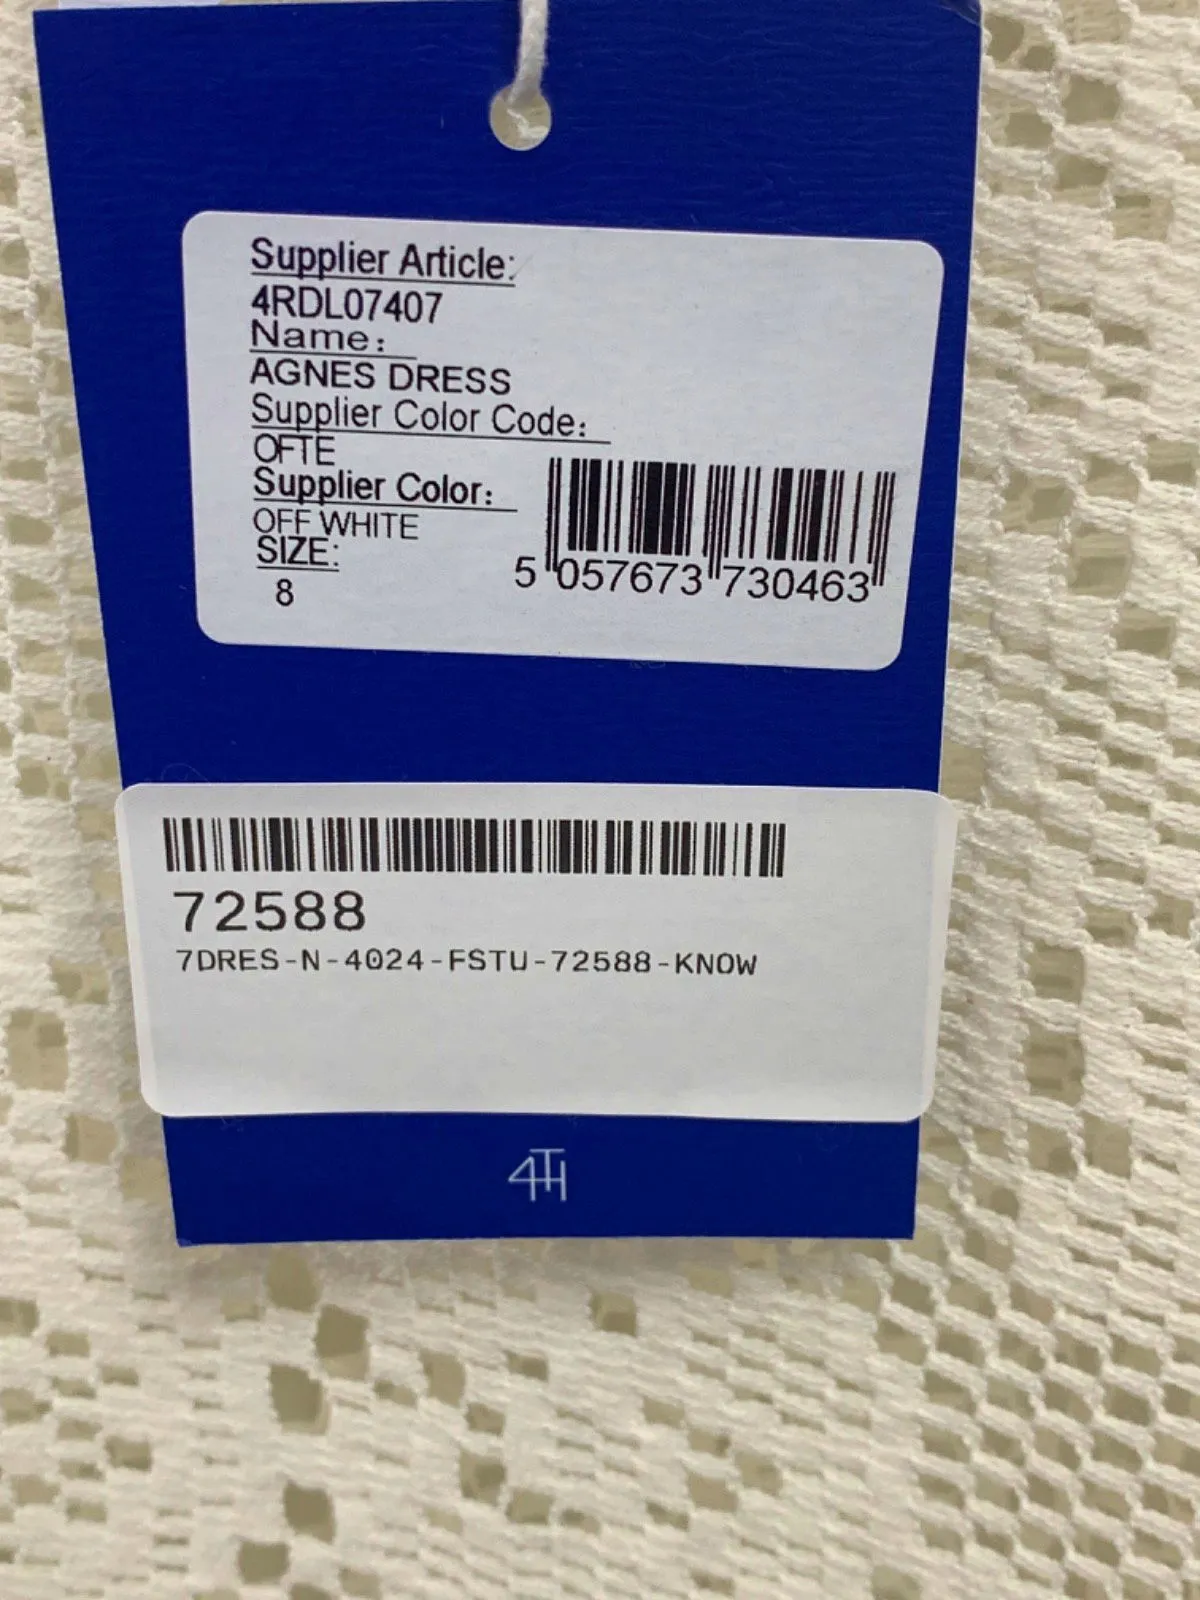 Supplier Article:
4RDL07407
Name:
AGNES DRESS
Supplier Color Code:
OFTE
Supplier Color:
OFF WHITE
SIZE:
8
5 057673 730463
72588
7DRES-N-4024-FSTU-72588-KNOW
4TH